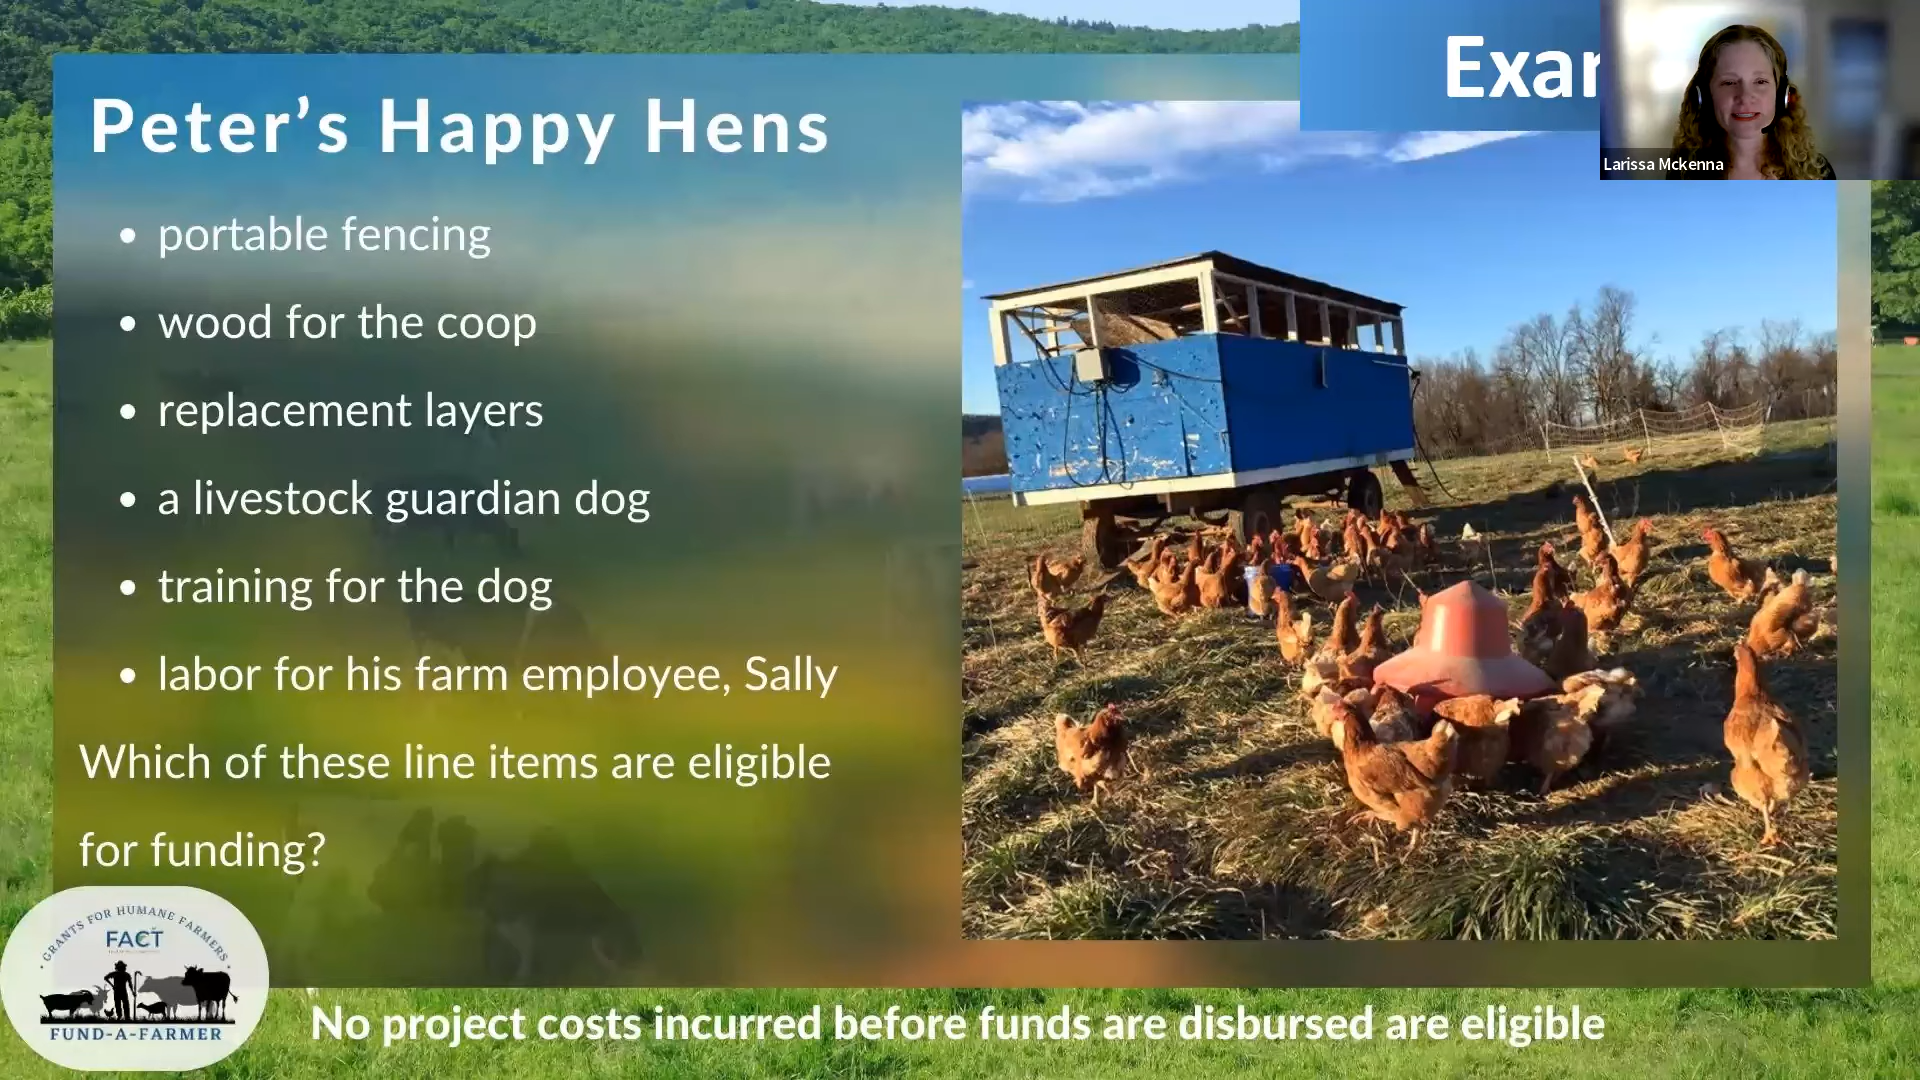 Exa
Larissa Mckenna
Peter’s Happy Hens
• portable fencing
• wood for the coop
• replacement layers
• a livestock guardian dog
• training for the dog
• labor for his farm employee, Sally
Which of these line items are eligible
for funding?
GRANTS FOR HUMANE FARMERS
FACT
FUND-A-FARMER
No project costs incurred before funds are disbursed are eligible